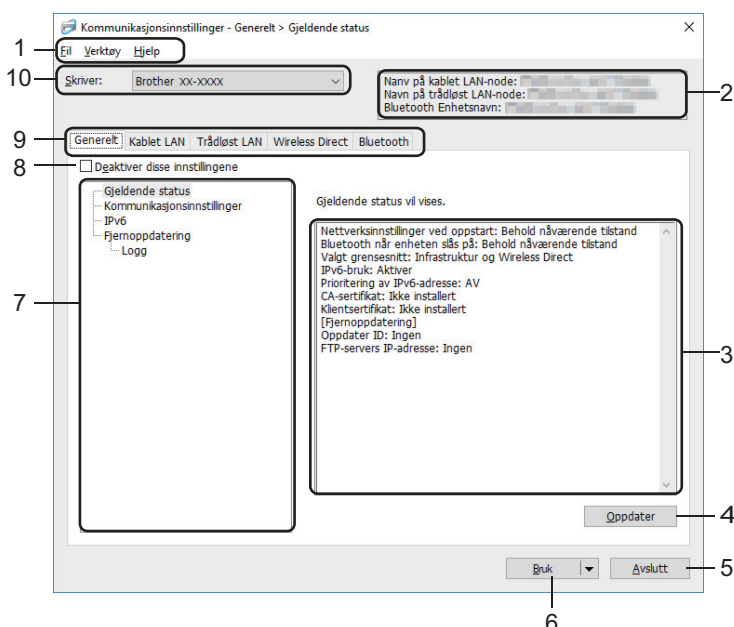 Kommunikasjonsinnstillinger - Generelt > Gjeldende status
1
Fil Verktøy Hjelp
10
Skriver: Brother XX-XXXX
Nanv på kablet LAN-node:
Navn på trådløst LAN-node:
Bluetooth Enhetsnavn:
2
9
Generelt Kablet LAN Trådløst LAN Wireless Direct Bluetooth
8
Deaktiver disse innstillingene
Gjeldende status
Kommunikasjonsinnstillinger
IPv6
Fjernoppdatering
Logg
7
Gjeldende status vil vises.
Nettverksinnstillinger ved oppstart: Behold nåværende tilstand
Bluetooth når enheten slås på: Behold nåværende tilstand
Valgt grensesnitt: Infrastruktur og Wireless Direct
IPv6-bruk: Aktiver
Prioritering av IPv6-adresse: AV
CA-sertifikat: Ikke installert
Klientsertifikat: Ikke installert
[Fjernoppdatering]
Oppdater ID: Ingen
FTP-servers IP-adresse: Ingen
3
Oppdater
4
Bruk
Avslutt
5
6